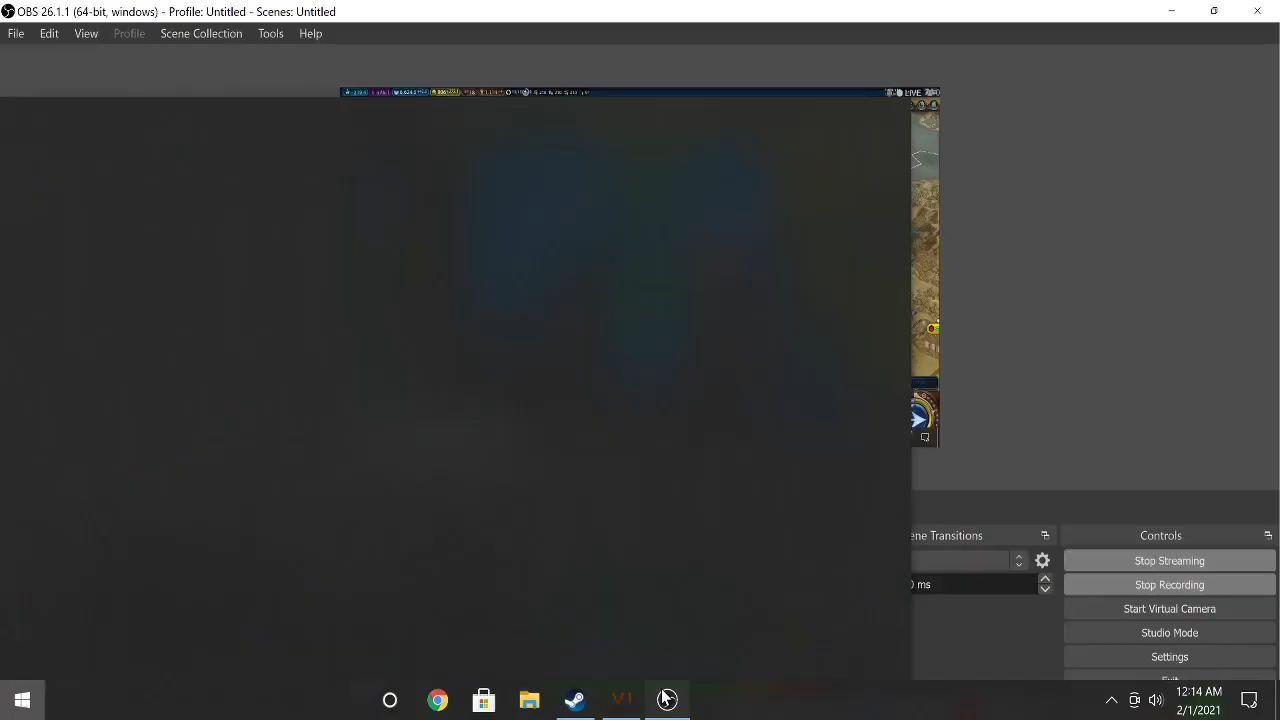 OBS 26.1.1 (64-bit, windows) - Profile: Untitled - Scenes: Untitled
File Edit View Profile Scene Collection Tools Help
LIVE
ene Transitions
Controls
Stop Streaming
0 ms
Stop Recording
Start Virtual Camera
Studio Mode
Settings
VI
12:14 AM
2/1/2021